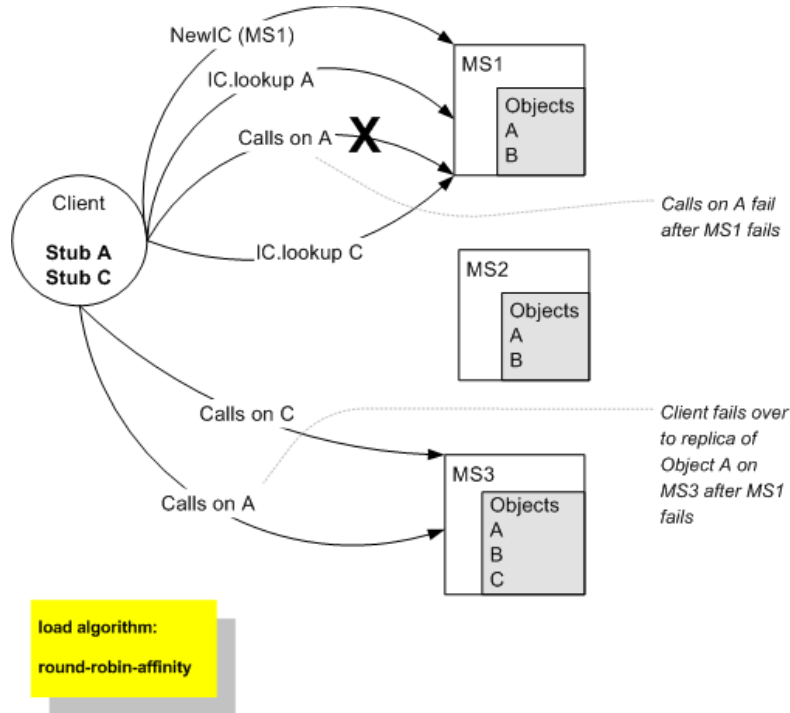 NewIC (MS1)
IC.lookup A
Calls on A
X
IC.lookup C
Client
Stub A
Stub C
MS1
Objects
A
B
Calls on A fail
after MS1 fails
MS2
Objects
A
B
Calls on C
Calls on A
MS3
Objects
A
B
C
Client fails over
to replica of
Object A on
MS3 after MS1
fails
load algorithm:
round-robin-affinity